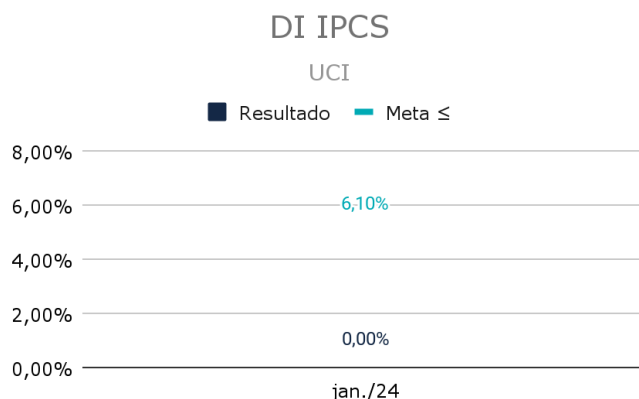 DI IPCS
UCI
Resultado Meta ≤
8,00%
6,00%
6,10%
4,00%
2,00%
0,00%
0,00%
jan./24